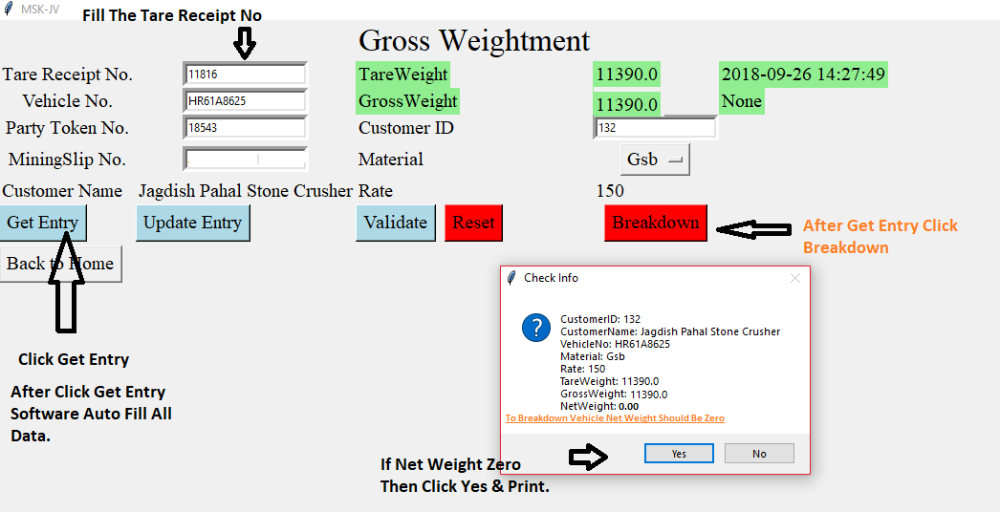 MSK-JV
Fill The Tare Receipt No
Gross Weightment
Tare Receipt No. 11816 TareWeight 11390.0 2018-09-26 14:27:49
Vehicle No. HR61A8625 GrossWeight 11390.0 None
Party Token No. 18543 Customer ID 132
MiningSlip No. Material Gsb
Customer Name Jagdish Pahal Stone Crusher Rate 150
Get Entry Update Entry Validate Reset Breakdown
After Get Entry Click
Breakdown
Back to Home
Check Info
CustomerID: 132
CustomerName: Jagdish Pahal Stone Crusher
VehicleNo: HR61A8625
Material: Gsb
Rate: 150
TareWeight: 11390.0
GrossWeight: 11390.0
NetWeight: 0.00
To Breakdown Vehicle Net Weight Should Be Zero
Yes No
Click Get Entry
After Click Get Entry
Software Auto Fill All
Data.
If Net Weight Zero
Then Click Yes & Print.